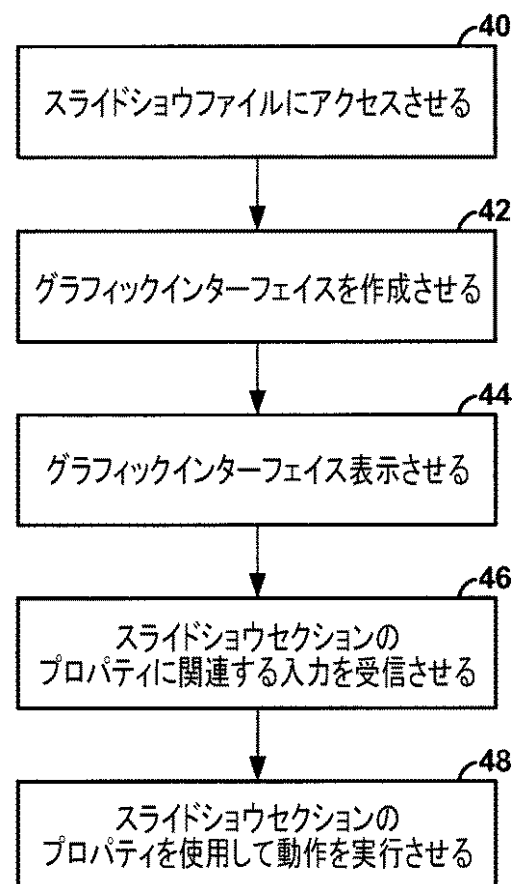 40
スライドショウファイルにアクセスさせる
42
グラフィックインターフェイスを作成させる
44
グラフィックインターフェイス表示させる
46
スライドショウセクションの
プロパティに関連する入力を受信させる
48
スライドショウセクションの
プロパティを使用して動作を実行させる